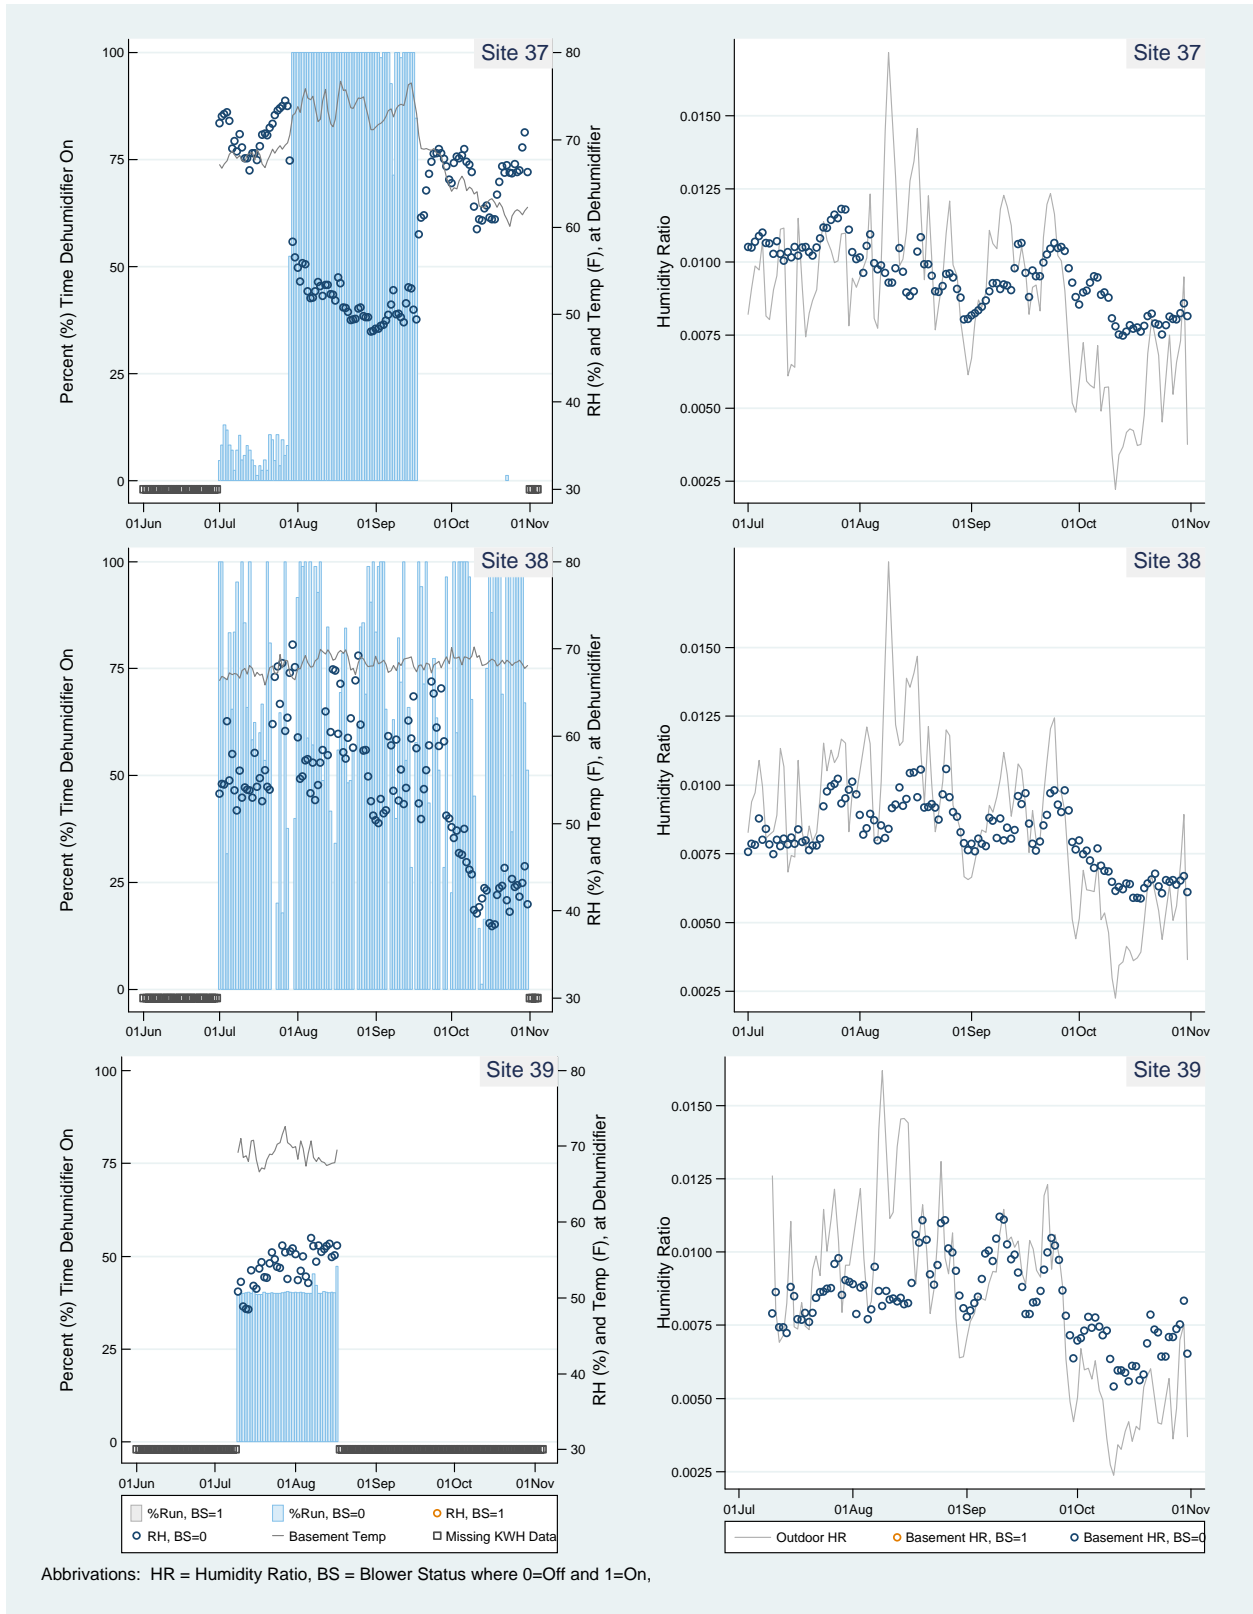 Site 37
Percent (%) Time Dehumidifier On
100
75
50
25
0
RH (%) and Temp (F), at Dehumidifier
80
70
60
50
40
30
01Jun 01Jul 01Aug 01Sep 01Oct 01Nov
Site 37
Humidity Ratio
0.0150
0.0125
0.0100
0.0075
0.0050
0.0025
01Jul 01Aug 01Sep 01Oct 01Nov
Site 38
Percent (%) Time Dehumidifier On
100
75
50
25
0
RH (%) and Temp (F), at Dehumidifier
80
70
60
50
40
30
01Jun 01Jul 01Aug 01Sep 01Oct 01Nov
Site 38
Humidity Ratio
0.0150
0.0125
0.0100
0.0075
0.0050
0.0025
01Jul 01Aug 01Sep 01Oct 01Nov
Site 39
Percent (%) Time Dehumidifier On
100
75
50
25
0
RH (%) and Temp (F), at Dehumidifier
80
70
60
50
40
30
01Jun 01Jul 01Aug 01Sep 01Oct 01Nov
%Run, BS=1 %Run, BS=0 RH, BS=1
RH, BS=0 Basement Temp Missing KWH Data
Site 39
Humidity Ratio
0.0150
0.0125
0.0100
0.0075
0.0050
0.0025
01Jul 01Aug 01Sep 01Oct 01Nov
Outdoor HR Basement HR, BS=1 Basement HR, BS=0
Abbrivations: HR = Humidity Ratio, BS = Blower Status where 0=Off and 1=On,